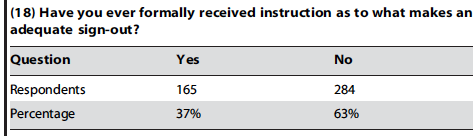 (18) Have you ever formally received instruction as to what makes an
adequate sign-out?
Question Yes No
Respondents 165 284
Percentage 37% 63%